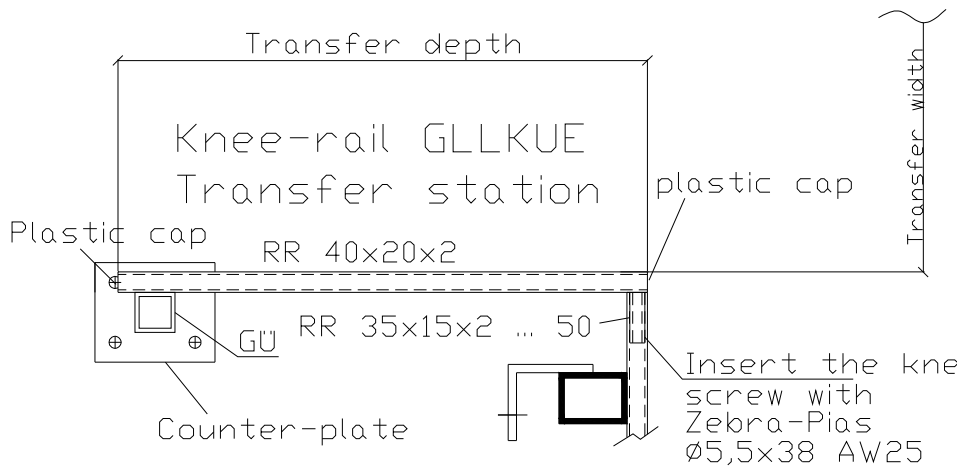 Transfer depth
Transfer width
Knee-rail GLLKUE
Transfer station
plastic cap
Plastic cap
RR 40x20x2
RR 35x15x2 ... 50
GÜ
Insert the kne
screw with
Zebra-Pias
Ø5,5x38 AW25
Counter-plate